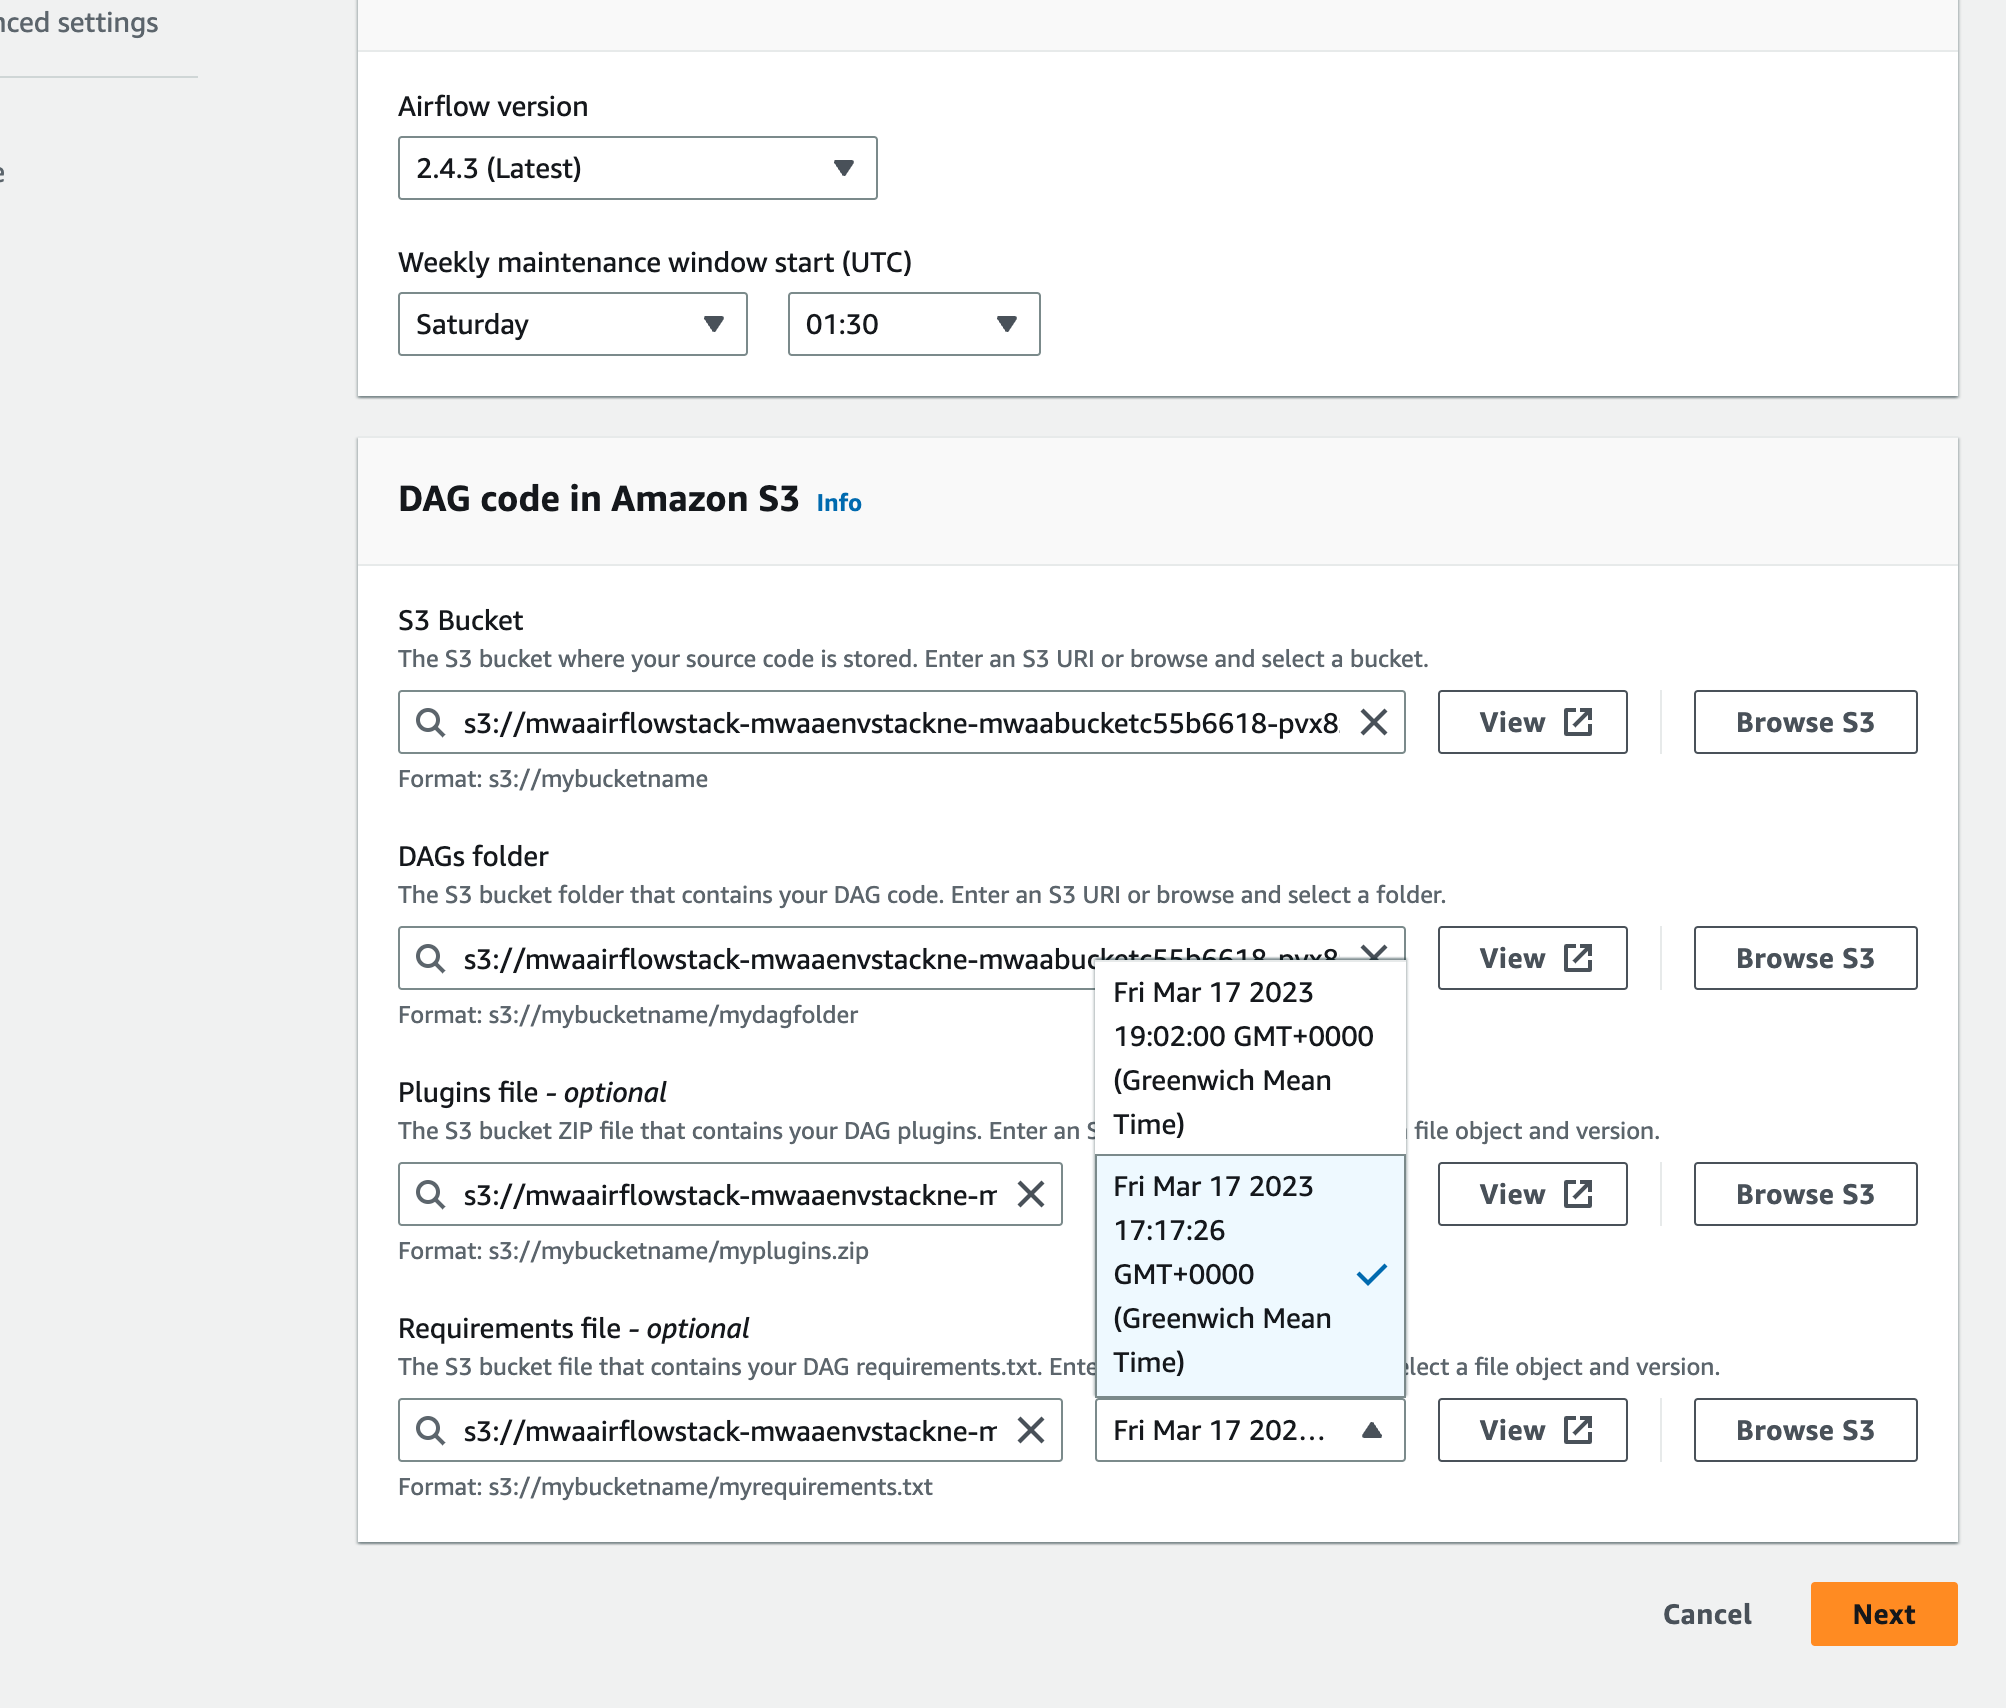 nced settings
e
Airflow version
2.4.3 (Latest)
Weekly maintenance window start (UTC)
Saturday
01:30
DAG code in Amazon S3 Info
S3 Bucket
The S3 bucket where your source code is stored. Enter an S3 URI or browse and select a bucket.
s3://mwaairflowstack-mwaaenvstackne-mwaabucketc55b6618-pvx8
View
Browse S3
Format: s3://mybucketname
DAGs folder
The S3 bucket folder that contains your DAG code. Enter an S3 URI or browse and select a folder.
s3://mwaairflowstack-mwaaenvstackne-mwaabucketc55b6618-pvx8
View
Browse S3
Format: s3://mybucketname/mydagfolder
Fri Mar 17 2023
19:02:00 GMT+0000
(Greenwich Mean
Time)
Plugins file - optional
The S3 bucket ZIP file that contains your DAG plugins. Enter an S file object and version.
s3://mwaairflowstack-mwaaenvstackne-m
View
Browse S3
Format: s3://mybucketname/myplugins.zip
Fri Mar 17 2023
17:17:26
GMT+0000
(Greenwich Mean
Time)
Requirements file - optional
The S3 bucket file that contains your DAG requirements.txt. Ente lect a file object and version.
s3://mwaairflowstack-mwaaenvstackne-m
Fri Mar 17 202...
View
Browse S3
Format: s3://mybucketname/myrequirements.txt
Cancel
Next